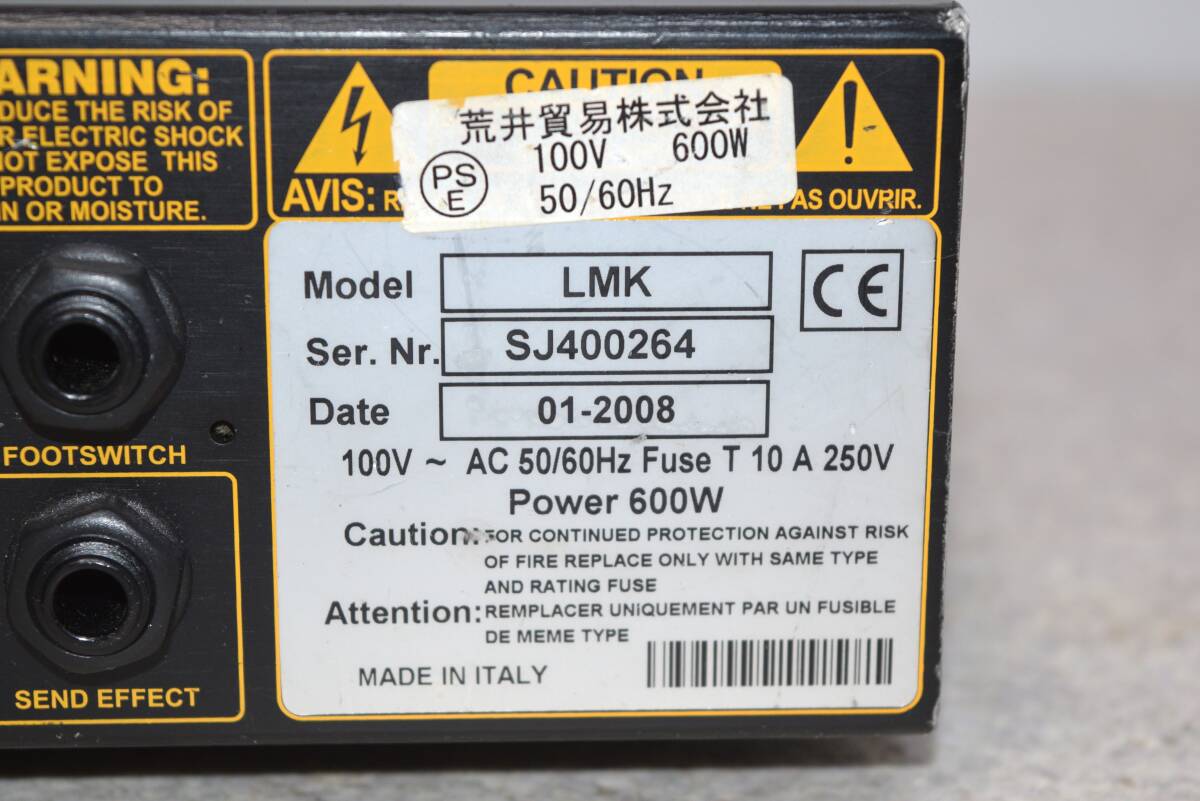 ARNING:
DUCE THE RISK OF
R ELECTRIC SHOCK
NOT EXPOSE THIS
PRODUCT TO
IN OR MOISTURE.
CAUTION
荒井貿易株式会社
PSE
100V 600W
50/60Hz
AVIS:
PAS OUVRIR.
Model LMK
CE
Ser. Nr. SJ400264
Date 01-2008
100V ~ AC 50/60Hz Fuse T 10 A 250V
Power 600W
Caution: FOR CONTINUED PROTECTION AGAINST RISK
OF FIRE REPLACE ONLY WITH SAME TYPE
AND RATING FUSE
Attention: REMPLACER UNiQUEMENT PAR UN FUSIBLE
DE MEME TYPE
MADE IN ITALY
FOOTSWITCH
SEND EFFECT